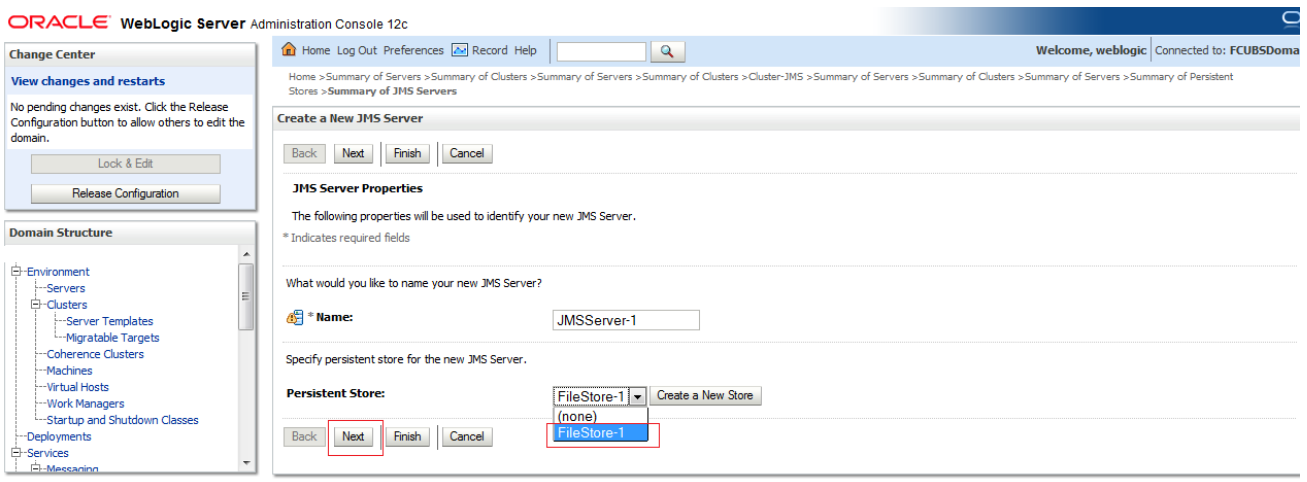 ORACLE WebLogic Server Administration Console 12c
Change Center
View changes and restarts
No pending changes exist. Click the Release
Configuration button to allow others to edit the
domain.
Lock & Edit
Release Configuration
Domain Structure
Environment
Servers
Clusters
Server Templates
Migratable Targets
Coherence Clusters
Machines
Virtual Hosts
Work Managers
Startup and Shutdown Classes
Deployments
Services
Messaging
Home Log Out Preferences Record Help
Welcome, weblogic Connected to: FCUBSDoma
Home >Summary of Servers >Summary of Clusters >Summary of Servers >Summary of Clusters >Cluster-JMS >Summary of Servers >Summary of Clusters >Summary of Servers >Summary of Persistent
Stores >Summary of JMS Servers
Create a New JMS Server
Back Next Finish Cancel
JMS Server Properties
The following properties will be used to identify your new JMS Server.
* Indicates required fields
What would you like to name your new JMS Server?
* Name: JMSServer-1
Specify persistent store for the new JMS Server.
Persistent Store: FileStore-1 Create a New Store
(none)
FileStore-1
Back Next Finish Cancel